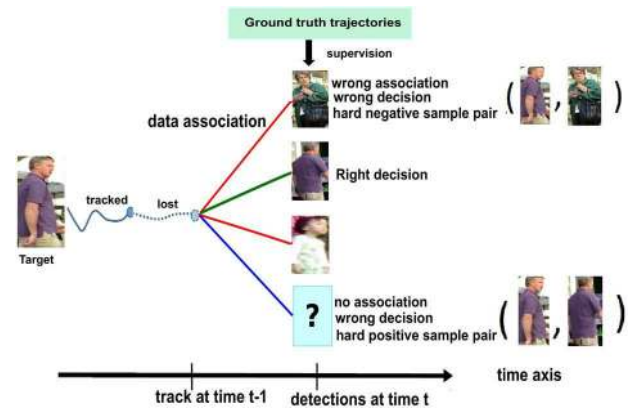 Ground truth trajectories
supervision
wrong association
wrong decision
hard negative sample pair
( , )
data association
Right decision
tracked
lost
Target
?
no association
wrong decision
hard positive sample pair
( , )
track at time t-1
detections at time t
time axis